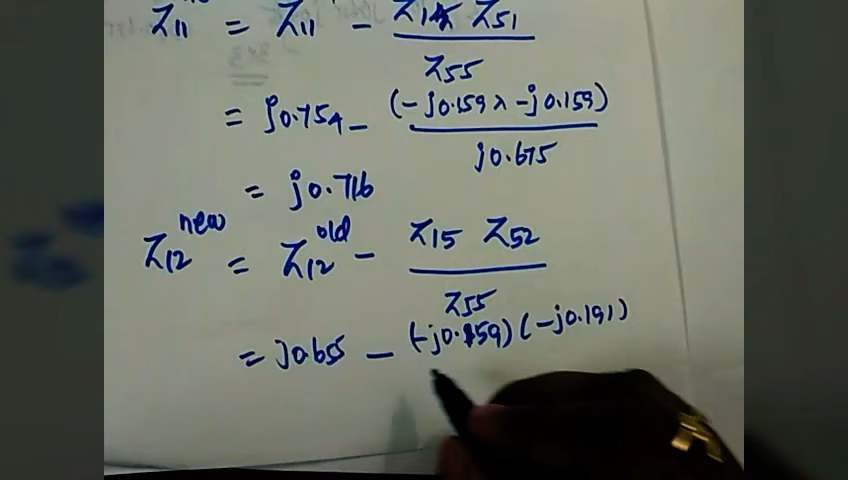 Z11 = Z11 - Z15 Z51
Z55
= j0.754 - (-j0.159 x -j0.159)
j0.675
= j0.716
Z12 new = Z12 old - Z15 Z52
Z55
= j0.655 - (-j0.159) (-j0.191)